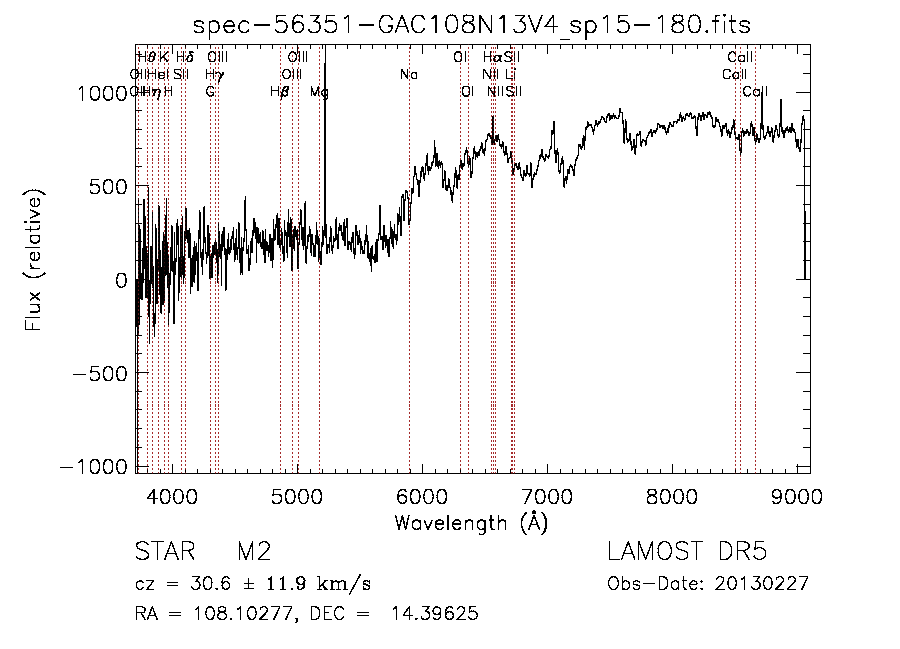 spec-56351-GAC108N13V4_sp15-180.fits
Hθ K Hδ OIII OIII OI Hα SII CaII
OII HeI SII Hγ OIII Na NII Li CaII
OII Hη H G Hβ Mg OI NII SII CaII
1000
500
0
-500
-1000
Flux (relative)
4000 5000 6000 7000 8000 9000
Wavelength (Å)
STAR M2 LAMOST DR5
cz = 30.6 ± 11.9 km/s Obs-Date: 20130227
RA = 108.10277, DEC = 14.39625